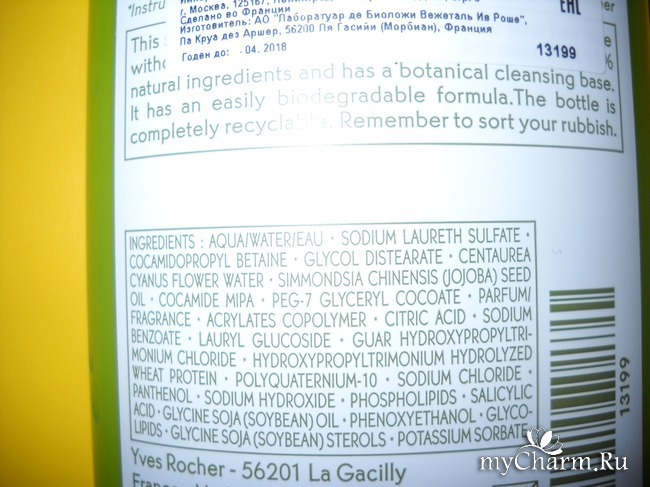 *Instru
г. Москва, 125167,
Сделано во Франции
Изготовитель: АО "Лаборатуар де Биоложи Вежеталь Ив Роше",
Ла Круа дез Аршер, 56200 Ля Гасийи (Морбиан), Франция
Годен до: 04. 2018
EAC
13199
This
%
natural ingredients and has a botanical cleansing base.
It has an easily biodegradable formula.The bottle is
completely recyclable. Remember to sort your rubbish.
INGREDIENTS : AQUA/WATER/EAU · SODIUM LAURETH SULFATE ·
COCAMIDOPROPYL BETAINE · GLYCOL DISTEARATE · CENTAUREA
CYANUS FLOWER WATER · SIMMONDSIA CHINENSIS (JOJOBA) SEED
OIL · COCAMIDE MIPA · PEG-7 GLYCERYL COCOATE · PARFUM/
FRAGRANCE · ACRYLATES COPOLYMER · CITRIC ACID · SODIUM
BENZOATE · LAURYL GLUCOSIDE · GUAR HYDROXYPROPYLTRI-
MONIUM CHLORIDE · HYDROXYPROPYLTRIMONIUM HYDROLYZED
WHEAT PROTEIN · POLYQUATERNIUM-10 · SODIUM CHLORIDE ·
PANTHENOL · SODIUM HYDROXIDE · PHOSPHOLIPIDS · SALICYLIC
ACID · GLYCINE SOJA (SOYBEAN) OIL · PHENOXYETHANOL · GLYCO-
LIPIDS · GLYCINE SOJA (SOYBEAN) STEROLS · POTASSIUM SORBATE
13199
Yves Rocher - 56201 La Gacilly
myCharm.Ru